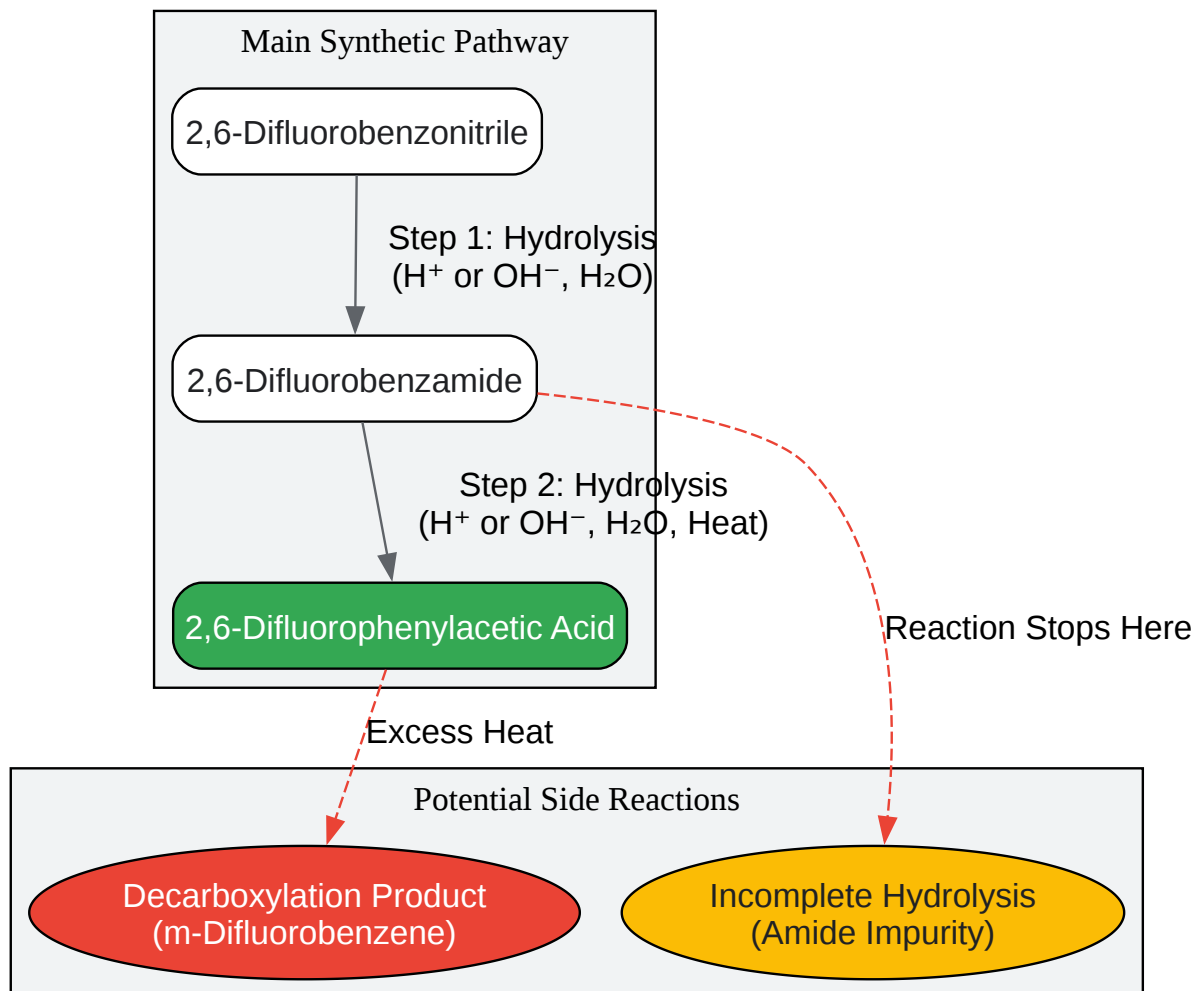 Main Synthetic Pathway
2,6-Difluorobenzonitrile
Step 1: Hydrolysis
(H⁺ or OH⁻, H₂O)
2,6-Difluorobenzamide
Step 2: Hydrolysis
(H⁺ or OH⁻, H₂O, Heat)
2,6-Difluorophenylacetic Acid
Reaction Stops Here
Excess Heat
Potential Side Reactions
Decarboxylation Product
(m-Difluorobenzene)
Incomplete Hydrolysis
(Amide Impurity)